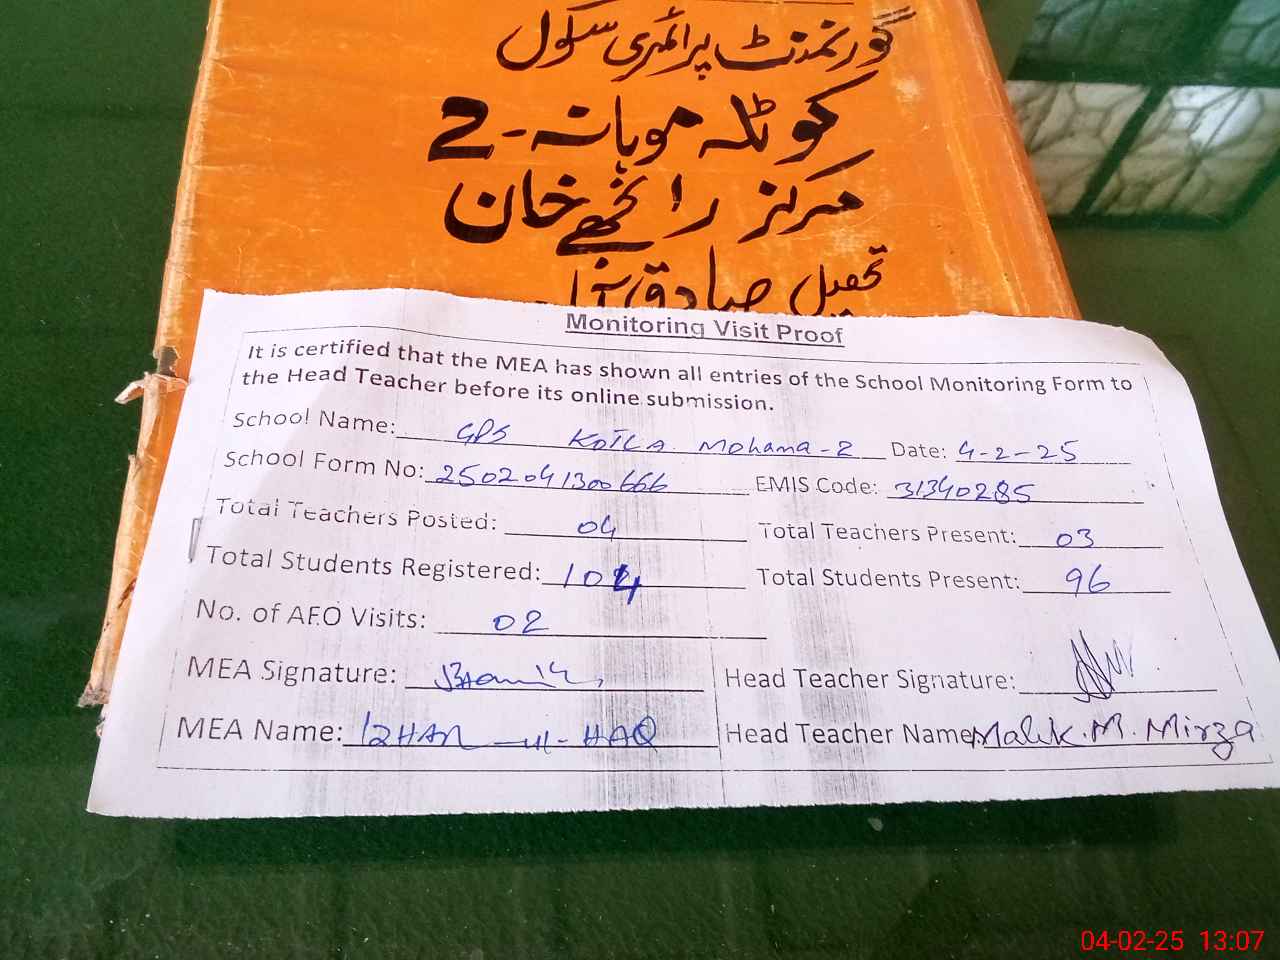 گورنمنٹ پرائمری سکول
کوٹلہ موہانہ -2
مرکز رانجھے خان
تحصیل صادق آباد
Monitoring Visit Proof
It is certified that the MEA has shown all entries of the School Monitoring Form to
the Head Teacher before its online submission.
School Name: GPS KOTLA Mohana-2 Date: 4-2-25
School Form No: 2502041300666 EMIS Code: 31340285
Total Teachers Posted: 04 Total Teachers Present: 03
Total Students Registered: 104 Total Students Present: 96
No. of AEO Visits: 02
MEA Signature: Head Teacher Signature:
MEA Name: IZHAR-ul-HAQ Head Teacher Name: Malik.M.Mirza
04-02-25 13:07